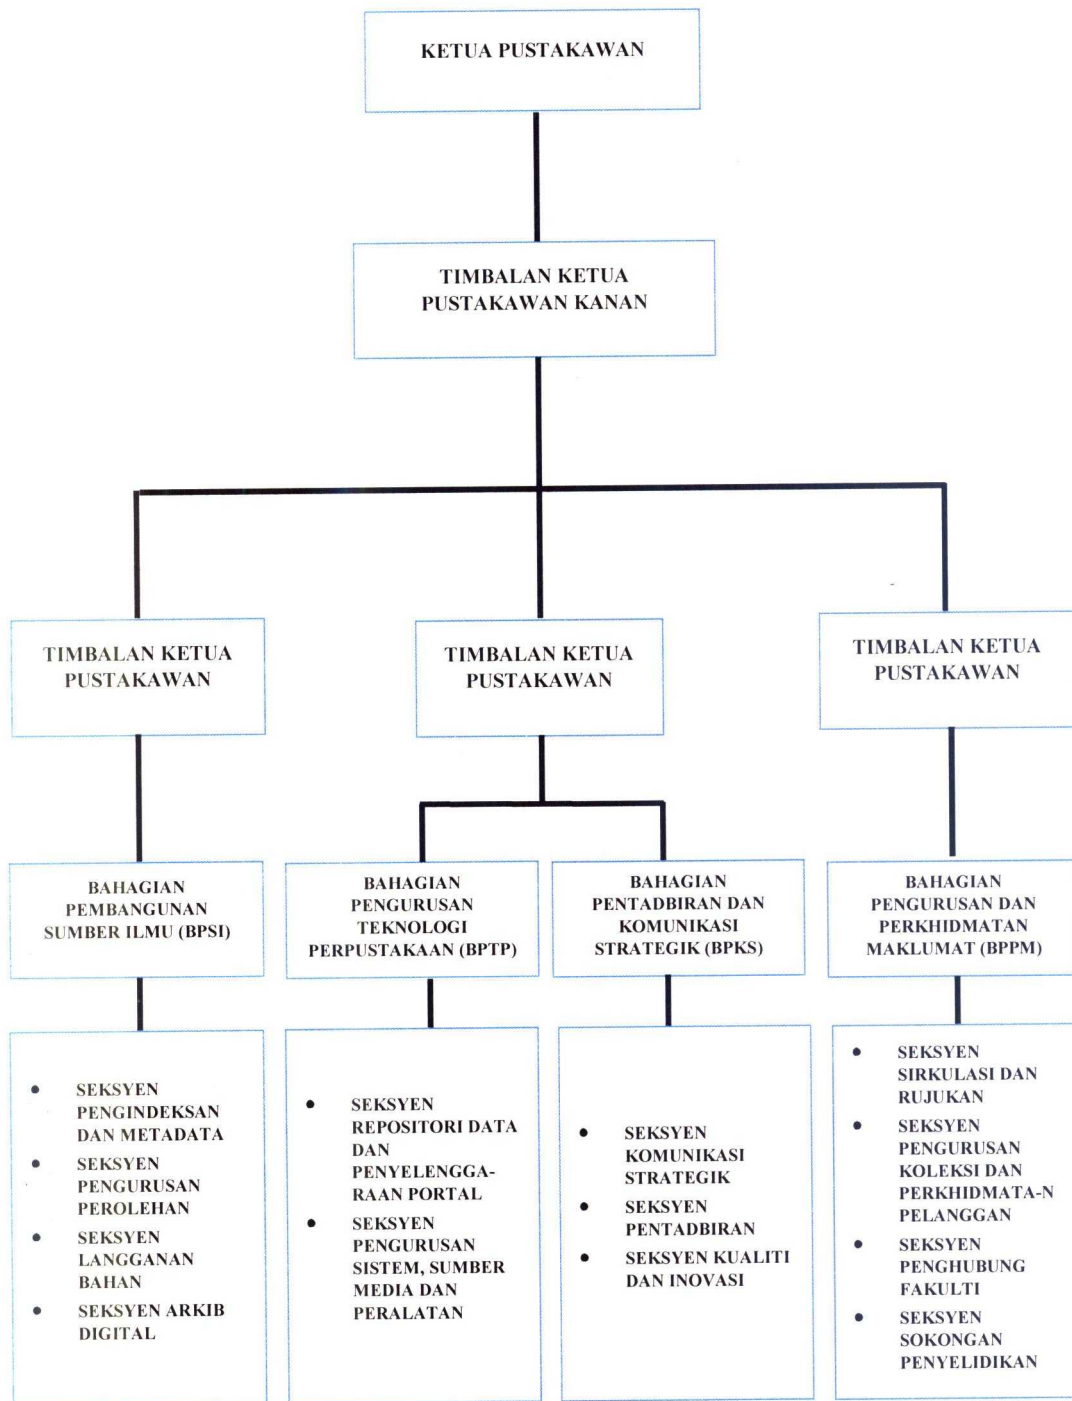 KETUA PUSTAKAWAN
TIMBALAN KETUA
PUSTAKAWAN KANAN
TIMBALAN KETUA
PUSTAKAWAN
TIMBALAN KETUA
PUSTAKAWAN
TIMBALAN KETUA
PUSTAKAWAN
BAHAGIAN
PEMBANGUNAN
SUMBER ILMU (BPSI)
BAHAGIAN
PENGURUSAN
TEKNOLOGI
PERPUSTAKAAN (BPTP)
BAHAGIAN
PENTADBIRAN DAN
KOMUNIKASI
STRATEGIK (BPKS)
BAHAGIAN
PENGURUSAN DAN
PERKHIDMATAN
MAKLUMAT (BPPM)
• SEKSYEN
PENGINDEKSAN
DAN METADATA
• SEKSYEN
PENGURUSAN
PEROLEHAN
• SEKSYEN
LANGGANAN
BAHAN
• SEKSYEN ARKIB
DIGITAL
• SEKSYEN
REPOSITORI DATA
DAN
PENYELENGGA-
RAAN PORTAL
• SEKSYEN
PENGURUSAN
SISTEM, SUMBER
MEDIA DAN
PERALATAN
• SEKSYEN
KOMUNIKASI
STRATEGIK
• SEKSYEN
PENTADBIRAN
• SEKSYEN KUALITI
DAN INOVASI
• SEKSYEN
SIRKULASI DAN
RUJUKAN
• SEKSYEN
PENGURUSAN
KOLEKSI DAN
PERKHIDMATA-N
PELANGGAN
• SEKSYEN
PENGHUBUNG
FAKULTI
• SEKSYEN
SOKONGAN
PENYELIDIKAN